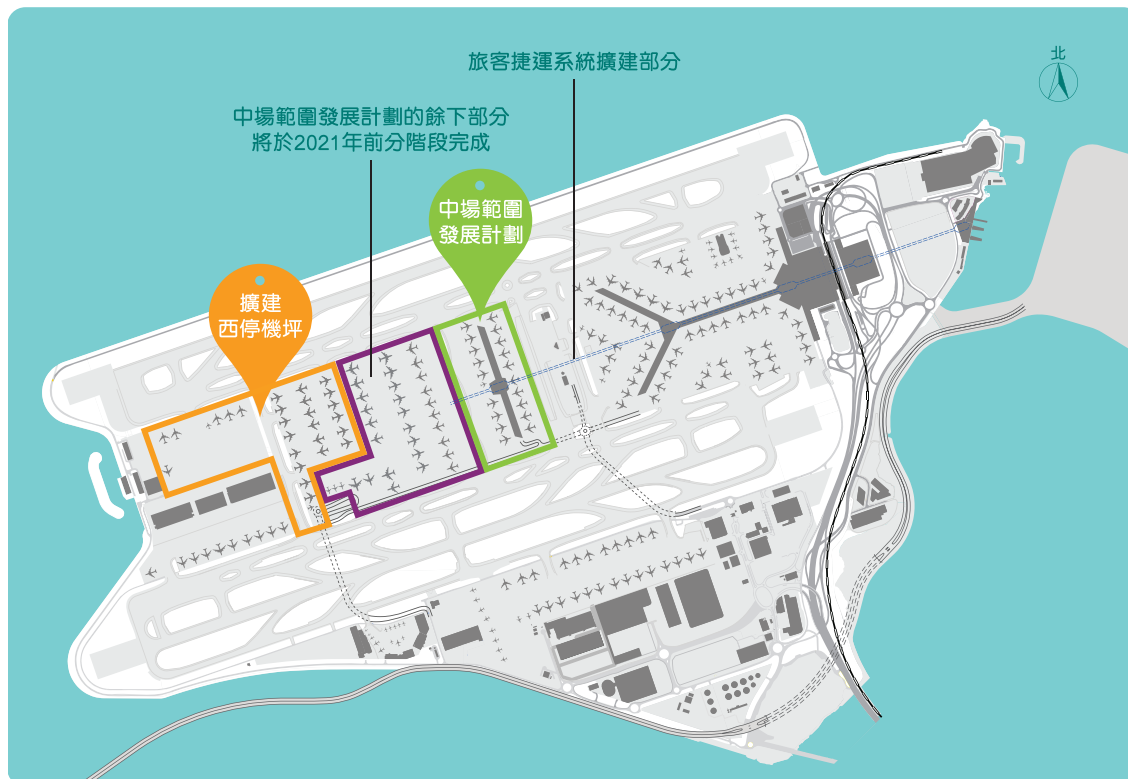 旅客捷運系統擴建部分
北
中場範圍發展計劃的餘下部分
將於2021年前分階段完成
中場範圍
發展計劃
擴建
西停機坪